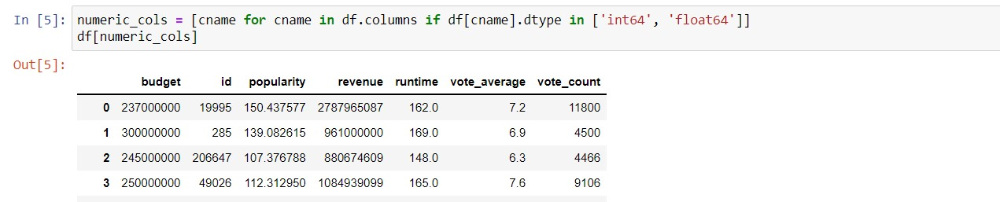 In [5]: numeric_cols = [cname for cname in df.columns if df[cname].dtype in ['int64', 'float64']]
df[numeric_cols]
Out[5]:
budget id popularity revenue runtime vote_average vote_count
0 237000000 19995 150.437577 2787965087 162.0 7.2 11800
1 300000000 285 139.082615 961000000 169.0 6.9 4500
2 245000000 206647 107.376788 880674609 148.0 6.3 4466
3 250000000 49026 112.312950 1084939099 165.0 7.6 9106